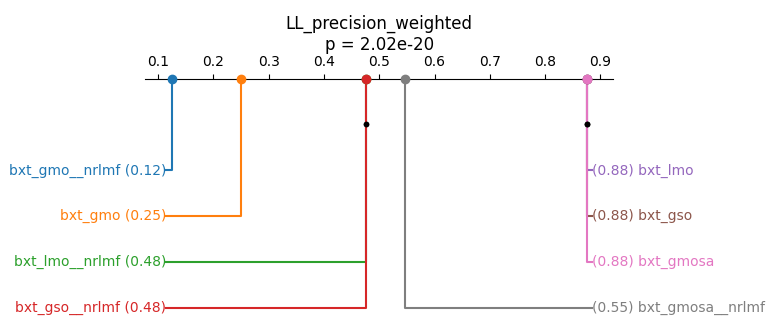 LL_precision_weighted
p = 2.02e-20
0.1 0.2 0.3 0.4 0.5 0.6 0.7 0.8 0.9
bxt_gmo__nrlmf (0.12) (0.88) bxt_lmo
bxt_gmo (0.25) (0.88) bxt_gso
bxt_lmo__nrlmf (0.48) (0.88) bxt_gmosa
bxt_gso__nrlmf (0.48) (0.55) bxt_gmosa__nrlmf